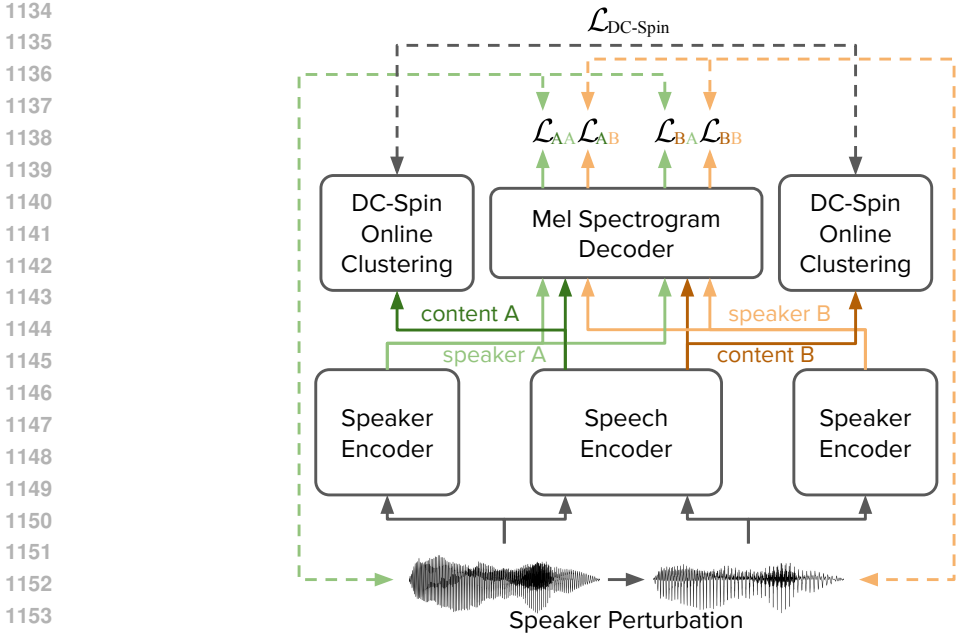 1134
1135
1136
1137
1138
1139
1140
1141
1142
1143
1144
1145
1146
1147
1148
1149
1150
1151
1152
1153
ℒDC-Spin
ℒAA ℒAB ℒBA ℒBB
DC-Spin
Online
Clustering
Mel Spectrogram
Decoder
DC-Spin
Online
Clustering
content A
speaker B
speaker A
content B
Speaker
Encoder
Speech
Encoder
Speaker
Encoder
Speaker Perturbation